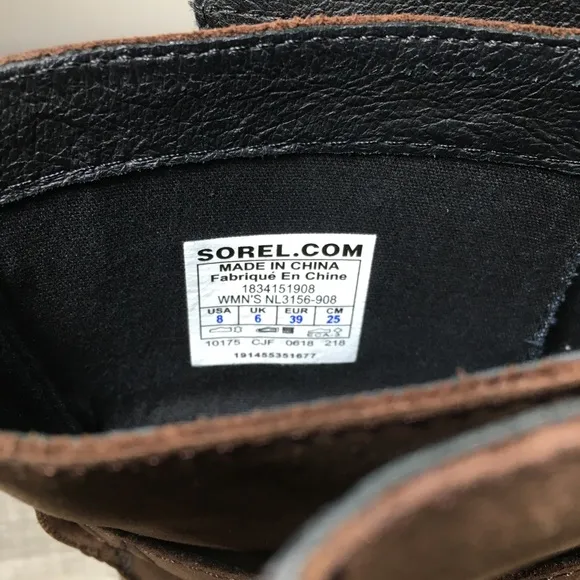 SOREL.COM
MADE IN CHINA
Fabriqué En Chine
1834151908
WMN'S NL3156-908
USA UK EUR CM
8 6 39 25
ECA-S
10175 CJF 0618 218
191455351677